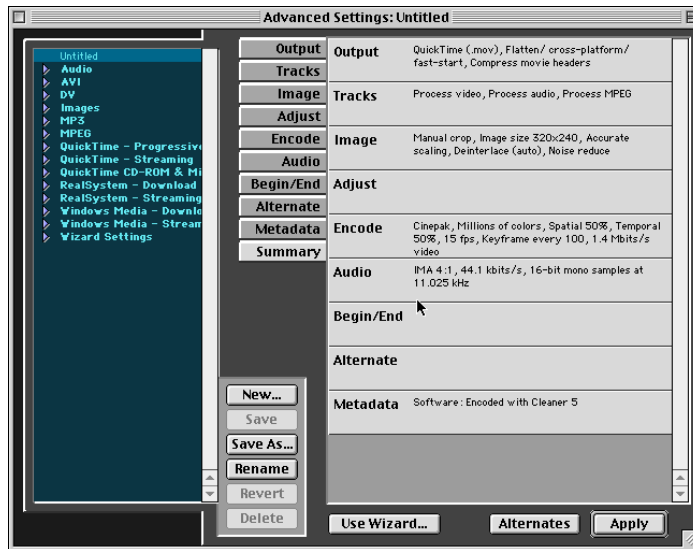 Advanced Settings: Untitled
Untitled
Audio
AVI
DV
Images
MP3
MPEG
QuickTime - Progressive
QuickTime - Streaming
QuickTime CD-ROM & Mi
RealSystem - Download
RealSystem - Streaming
Windows Media - Downlo
Windows Media - Stream
Wizard Settings
Output
Tracks
Image
Adjust
Encode
Audio
Begin/End
Alternate
Metadata
Summary
Output QuickTime (.mov), Flatten/ cross-platform/
fast-start, Compress movie headers
Tracks Process video, Process audio, Process MPEG
Image Manual crop, Image size 320x240, Accurate
scaling, Deinterlace (auto), Noise reduce
Adjust
Encode Cinepak, Millions of colors, Spatial 50%, Temporal
50%, 15 fps, Keyframe every 100, 1.4 Mbits/s
video
Audio IMA 4:1, 44.1 kbits/s, 16-bit mono samples at
11.025 kHz
Begin/End
Alternate
Metadata Software: Encoded with Cleaner 5
New...
Save
Save As...
Rename
Revert
Delete
Use Wizard...
Alternates
Apply